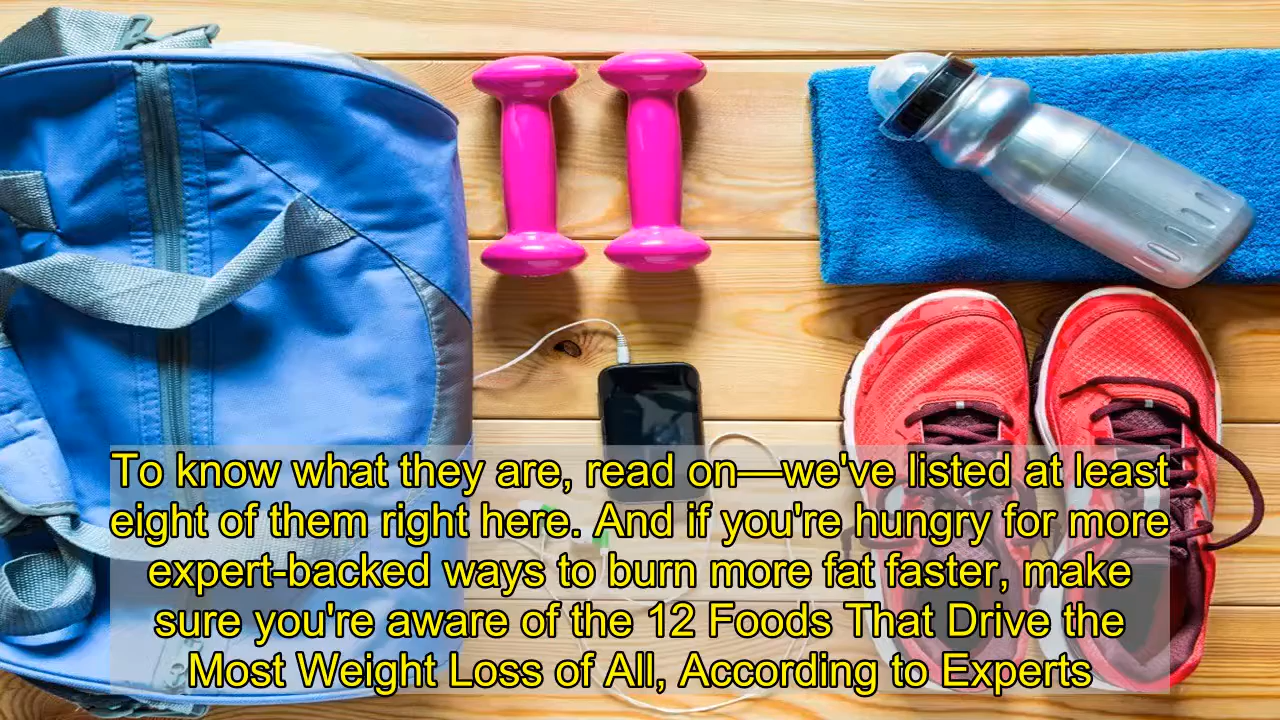 To know what they are, read on—we've listed at least
eight of them right here. And if you're hungry for more
expert-backed ways to burn more fat faster, make
sure you're aware of the 12 Foods That Drive the
Most Weight Loss of All, According to Experts